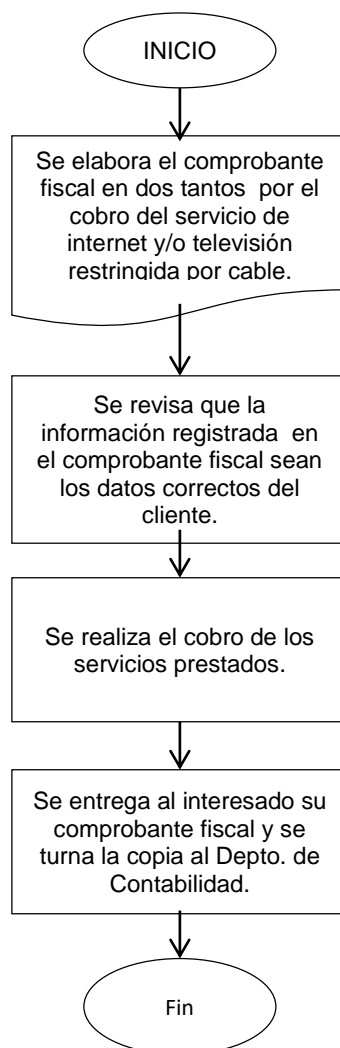 INICIO
Se elabora el comprobante
fiscal en dos tantos por el
cobro del servicio de
internet y/o televisión
restringida por cable.
Se revisa que la
información registrada en
el comprobante fiscal sean
los datos correctos del
cliente.
Se realiza el cobro de los
servicios prestados.
Se entrega al interesado su
comprobante fiscal y se
turna la copia al Depto. de
Contabilidad.
Fin